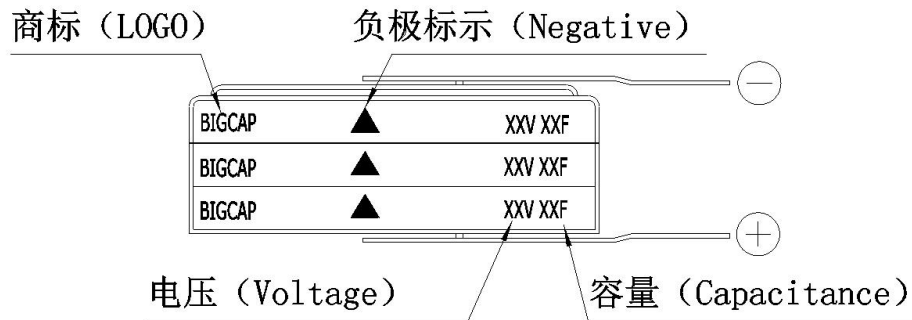 商标（LOGO） 负极标示（Negative）
BIGCAP XXV XXF
BIGCAP XXV XXF
BIGCAP XXV XXF
电压（Voltage） 容量（Capacitance）